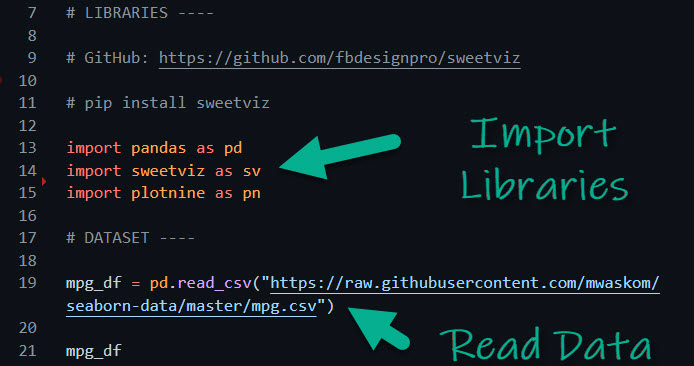 7 # LIBRARIES ----
8
9 # GitHub: https://github.com/fbdesignpro/sweetviz
10
11 # pip install sweetviz
12
13 import pandas as pd
14 import sweetviz as sv
15 import plotnine as pn
16
17 # DATASET ----
18
19 mpg_df = pd.read_csv("https://raw.githubusercontent.com/mwaskom/
seaborn-data/master/mpg.csv")
20
21 mpg_df
Import
Libraries
Read Data